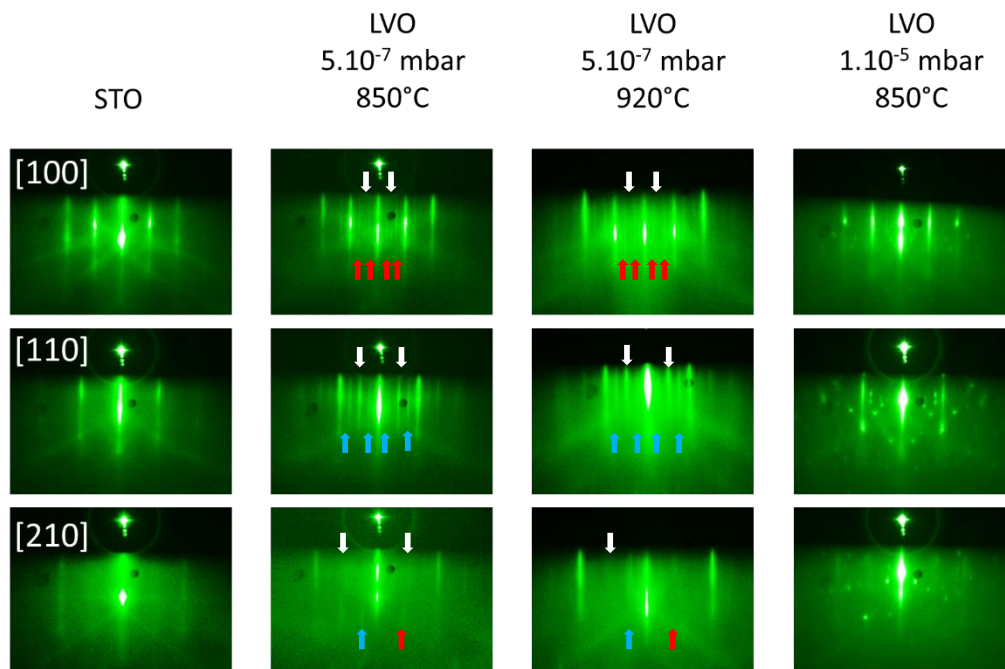 LVO
LVO
LVO
5.10⁻⁷ mbar
5.10⁻⁷ mbar
1.10⁻⁵ mbar
STO
850°C
920°C
850°C
[100]
[110]
[210]